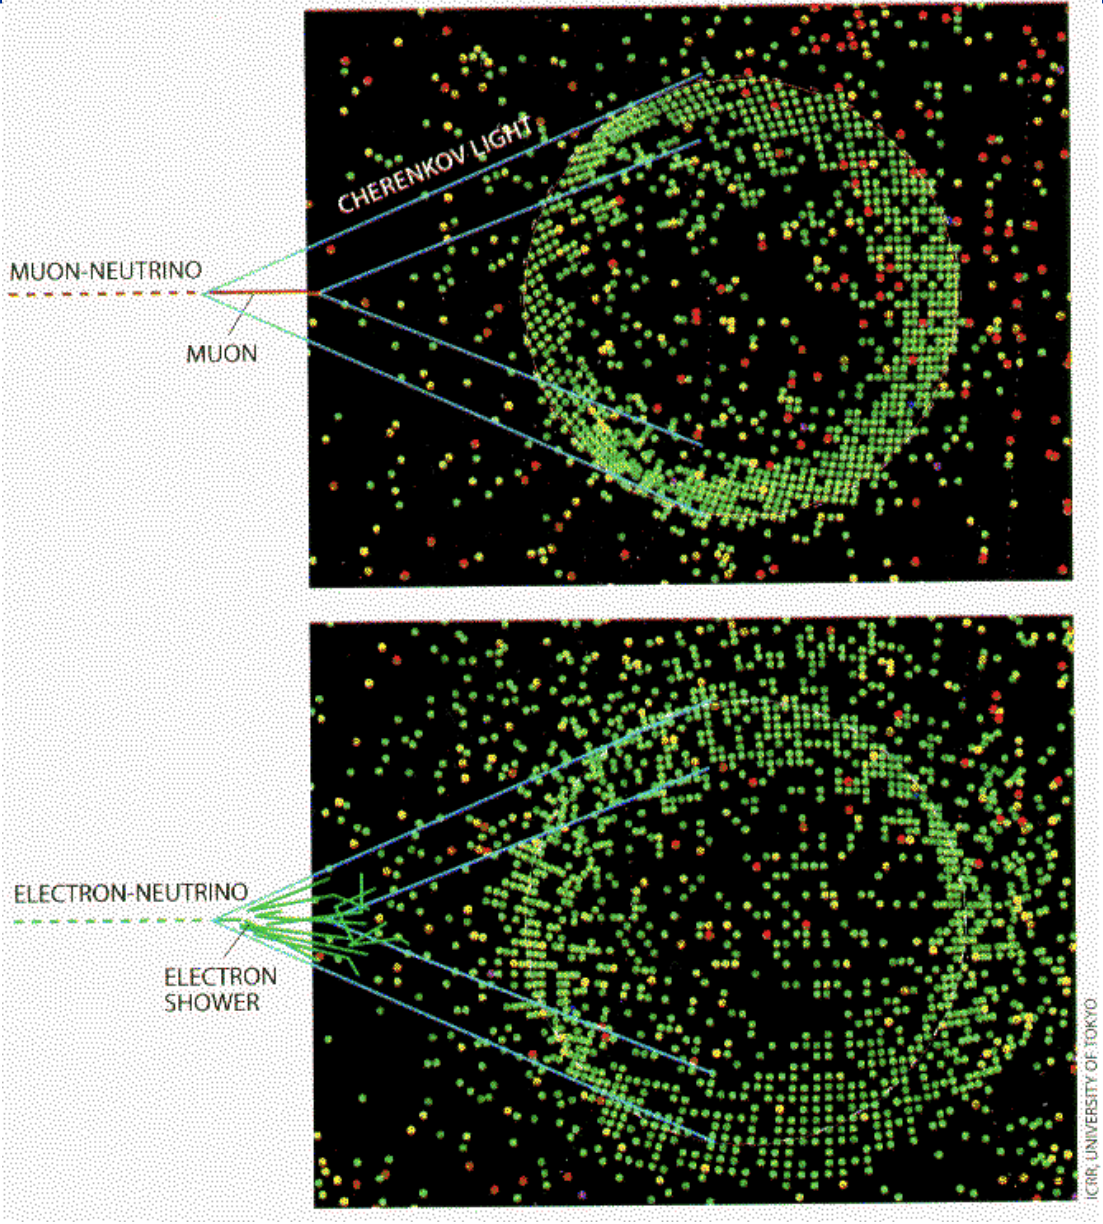 CHERENKOV LIGHT
MUON-NEUTRINO
MUON
ELECTRON-NEUTRINO
ELECTRON
SHOWER
ICRR, UNIVERSITY OF TOKYO